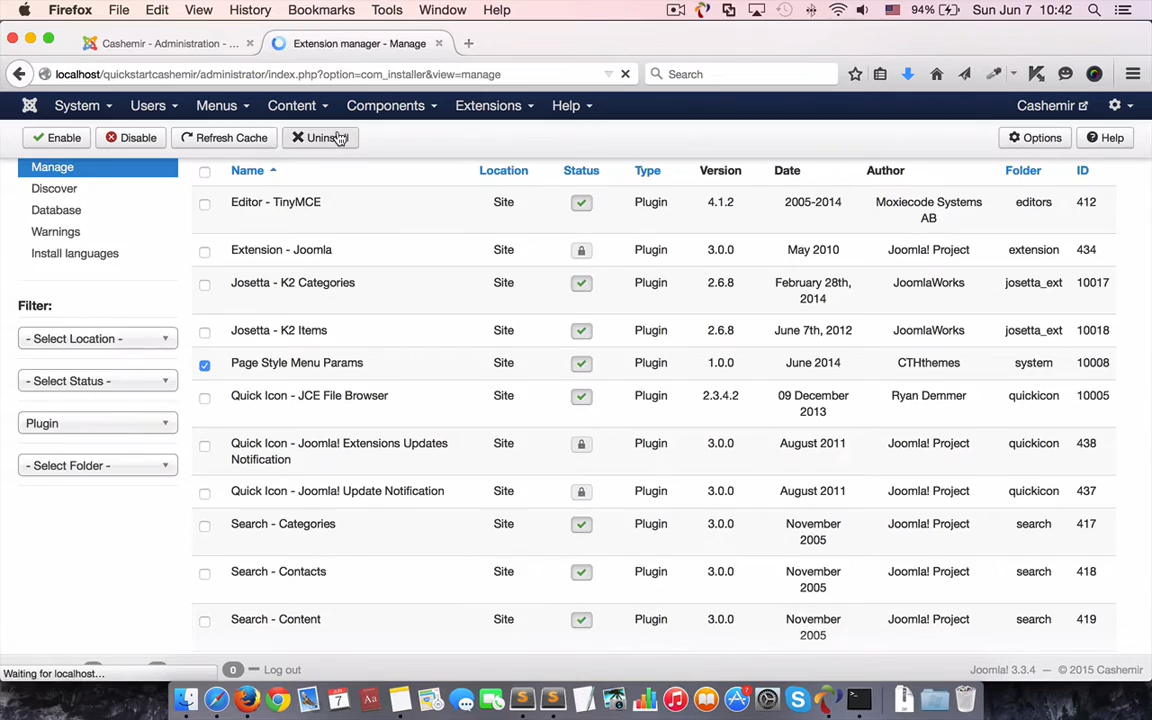 Firefox File Edit View History Bookmarks Tools Window Help 94% Sun Jun 7 10:42
Cashemir - Administration - ... Extension manager - Manage
localhost/quickstartcashemir/administrator/index.php?option=com_installer&view=manage Search
System Users Menus Content Components Extensions Help Cashemir
Enable Disable Refresh Cache Uninstall Options Help
Manage
Discover
Database
Warnings
Install languages
Filter:
- Select Location -
- Select Status -
Plugin
- Select Folder -
Name Location Status Type Version Date Author Folder ID
Editor - TinyMCE Site Plugin 4.1.2 2005-2014 Moxiecode Systems AB editors 412
Extension - Joomla Site Plugin 3.0.0 May 2010 Joomla! Project extension 434
Josetta - K2 Categories Site Plugin 2.6.8 February 28th, 2014 JoomlaWorks josetta_ext 10017
Josetta - K2 Items Site Plugin 2.6.8 June 7th, 2012 JoomlaWorks josetta_ext 10018
Page Style Menu Params Site Plugin 1.0.0 June 2014 CTHthemes system 10008
Quick Icon - JCE File Browser Site Plugin 2.3.4.2 09 December 2013 Ryan Demmer quickicon 10005
Quick Icon - Joomla! Extensions Updates Notification Site Plugin 3.0.0 August 2011 Joomla! Project quickicon 438
Quick Icon - Joomla! Update Notification Site Plugin 3.0.0 August 2011 Joomla! Project quickicon 437
Search - Categories Site Plugin 3.0.0 November 2005 Joomla! Project search 417
Search - Contacts Site Plugin 3.0.0 November 2005 Joomla! Project search 418
Search - Content Site Plugin 3.0.0 November 2005 Joomla! Project search 419
Waiting for localhost... 0 Log out Joomla! 3.3.4 — © 2015 Cashemir